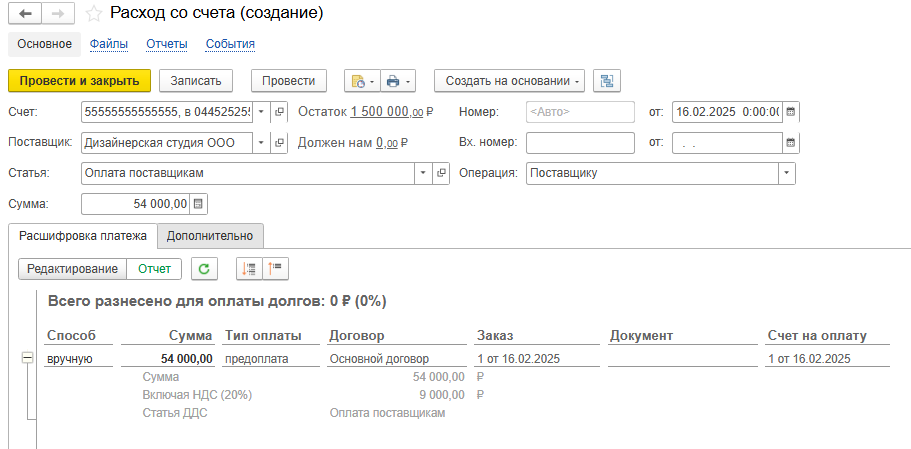 Расход со счета (создание)
Основное Файлы Отчеты События
Провести и закрыть Записать Провести Создать на основании
Счет: 55555555555555, в 044525255 Остаток 1 500 000,00 ₽ Номер: <Авто> от: 16.02.2025 0:00:00
Поставщик: Дизайнерская студия ООО Должен нам 0,00 ₽ Вх. номер: от: . .
Статья: Оплата поставщикам Операция: Поставщику
Сумма: 54 000,00
Расшифровка платежа Дополнительно
Редактирование Отчет
Всего разнесено для оплаты долгов: 0 ₽ (0%)
Способ Сумма Тип оплаты Договор Заказ Документ Счет на оплату
вручную 54 000,00 предоплата Основной договор 1 от 16.02.2025 1 от 16.02.2025
Сумма 54 000,00 ₽
Включая НДС (20%) 9 000,00 ₽
Статья ДДС Оплата поставщикам